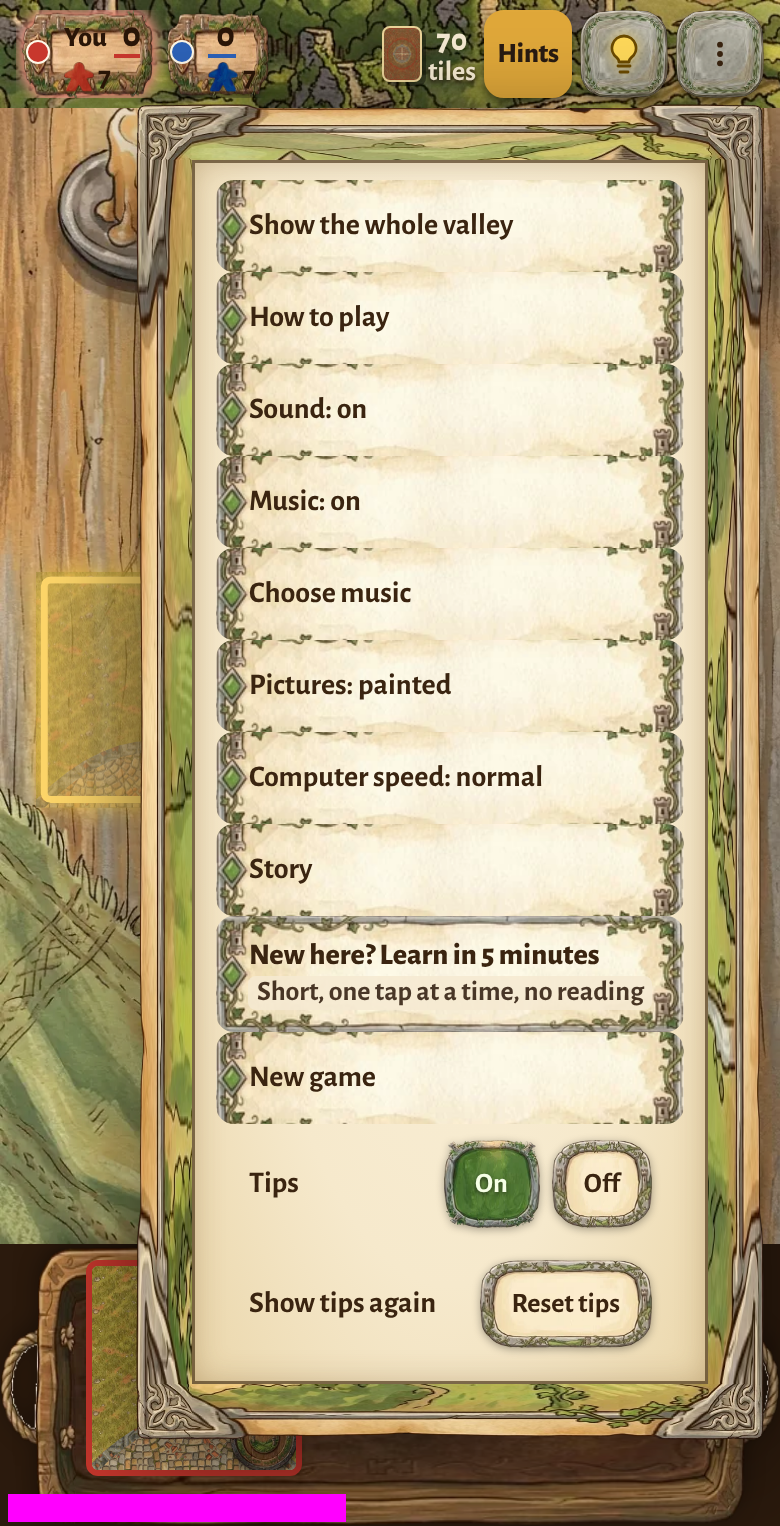 You 0
7
0
7
70
tiles
Hints
Show the whole valley
How to play
Sound: on
Music: on
Choose music
Pictures: painted
Computer speed: normal
Story
New here? Learn in 5 minutes
Short, one tap at a time, no reading
New game
Tips On Off
Show tips again Reset tips